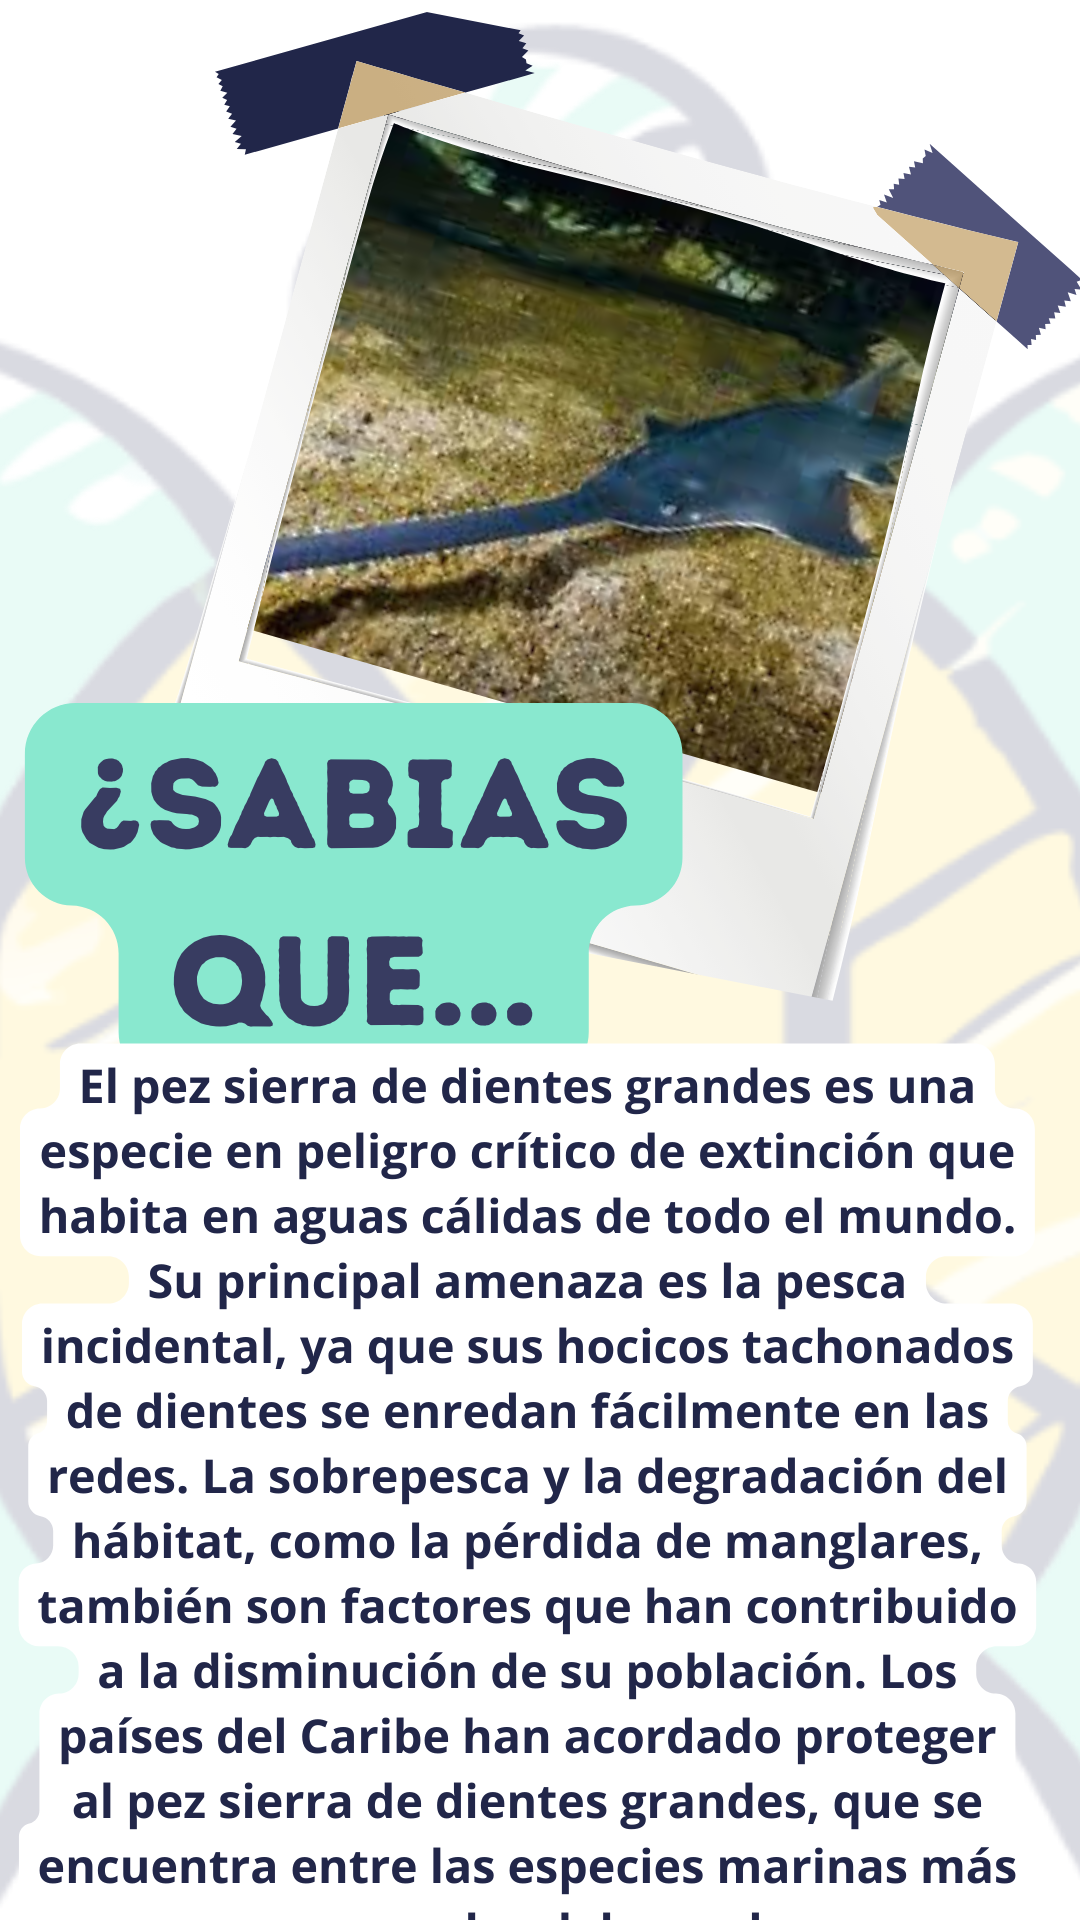 ¿SABIAS
QUE...
El pez sierra de dientes grandes es una
especie en peligro crítico de extinción que
habita en aguas cálidas de todo el mundo.
Su principal amenaza es la pesca
incidental, ya que sus hocicos tachonados
de dientes se enredan fácilmente en las
redes. La sobrepesca y la degradación del
hábitat, como la pérdida de manglares,
también son factores que han contribuido
a la disminución de su población. Los
países del Caribe han acordado proteger
al pez sierra de dientes grandes, que se
encuentra entre las especies marinas más